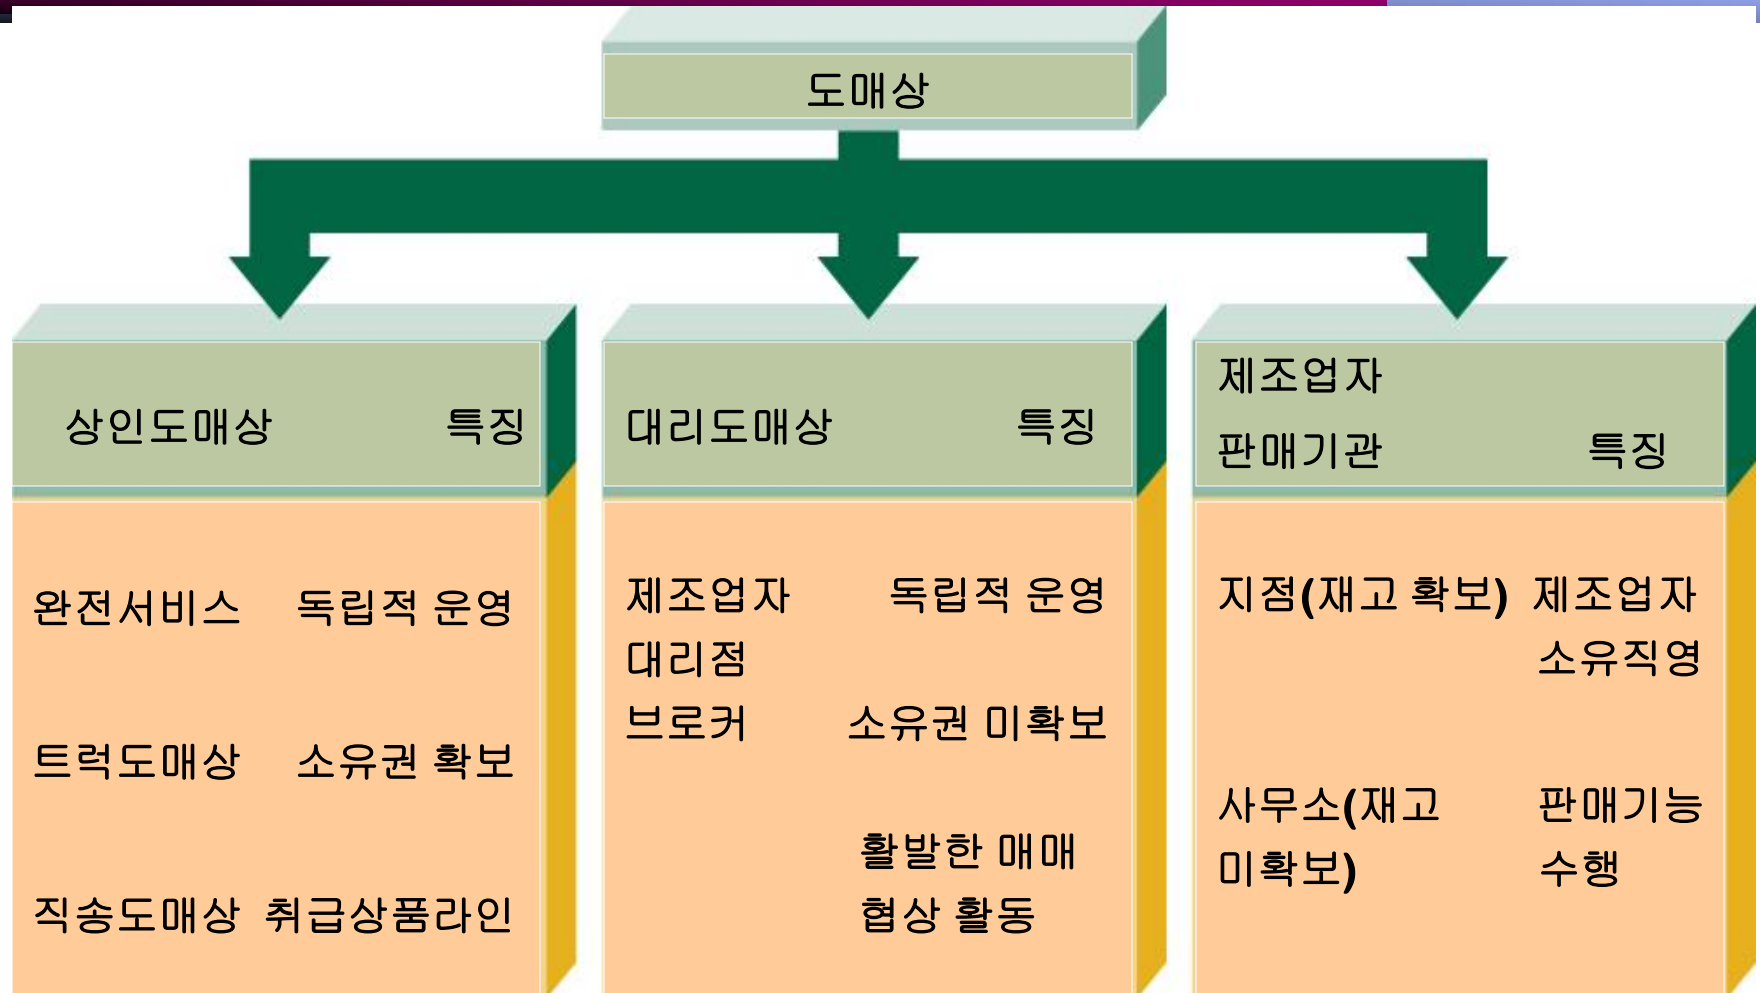 도매상
상인도매상 특징
완전서비스 독립적 운영
트럭도매상 소유권 확보
직송도매상 취급상품라인
대리도매상 특징
제조업자 독립적 운영
대리점
브로커 소유권 미확보
활발한 매매
협상 활동
제조업자
판매기관 특징
지점(재고 확보) 제조업자
소유직영
사무소(재고 판매기능
미확보) 수행